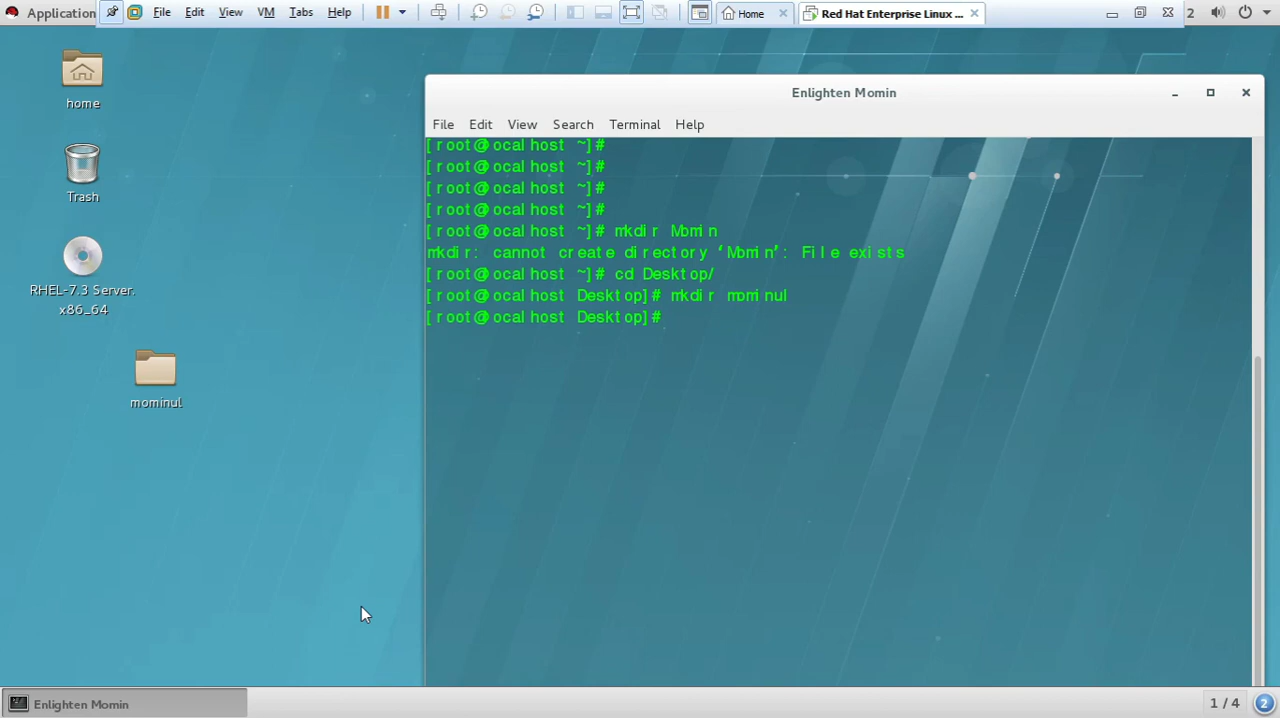 Application File Edit View VM Tabs Help Home Red Hat Enterprise Linux ... 2
home
Trash
RHEL-7.3 Server.
x86_64
mominul
Enlighten Momin
File Edit View Search Terminal Help
[root@localhost ~]#
[root@localhost ~]#
[root@localhost ~]#
[root@localhost ~]#
[root@localhost ~]# mkdir Momin
mkdir: cannot create directory ‘Momin’: File exists
[root@localhost ~]# cd Desktop/
[root@localhost Desktop]# mkdir mominul
[root@localhost Desktop]#
Enlighten Momin 1 / 4 2